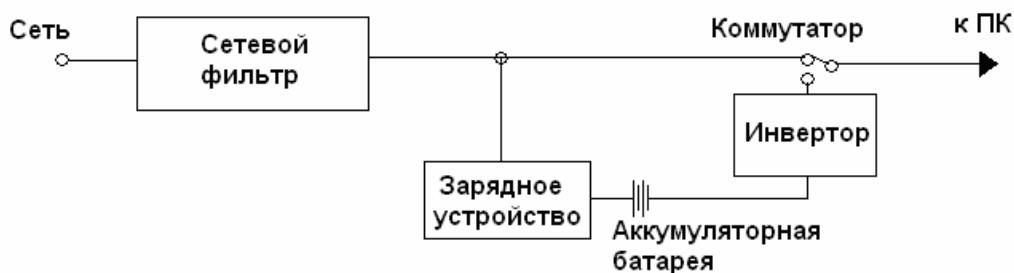 Сеть
Сетевой
фильтр
Коммутатор
к ПК
Инвертор
Зарядное
устройство
Аккумуляторная
батарея